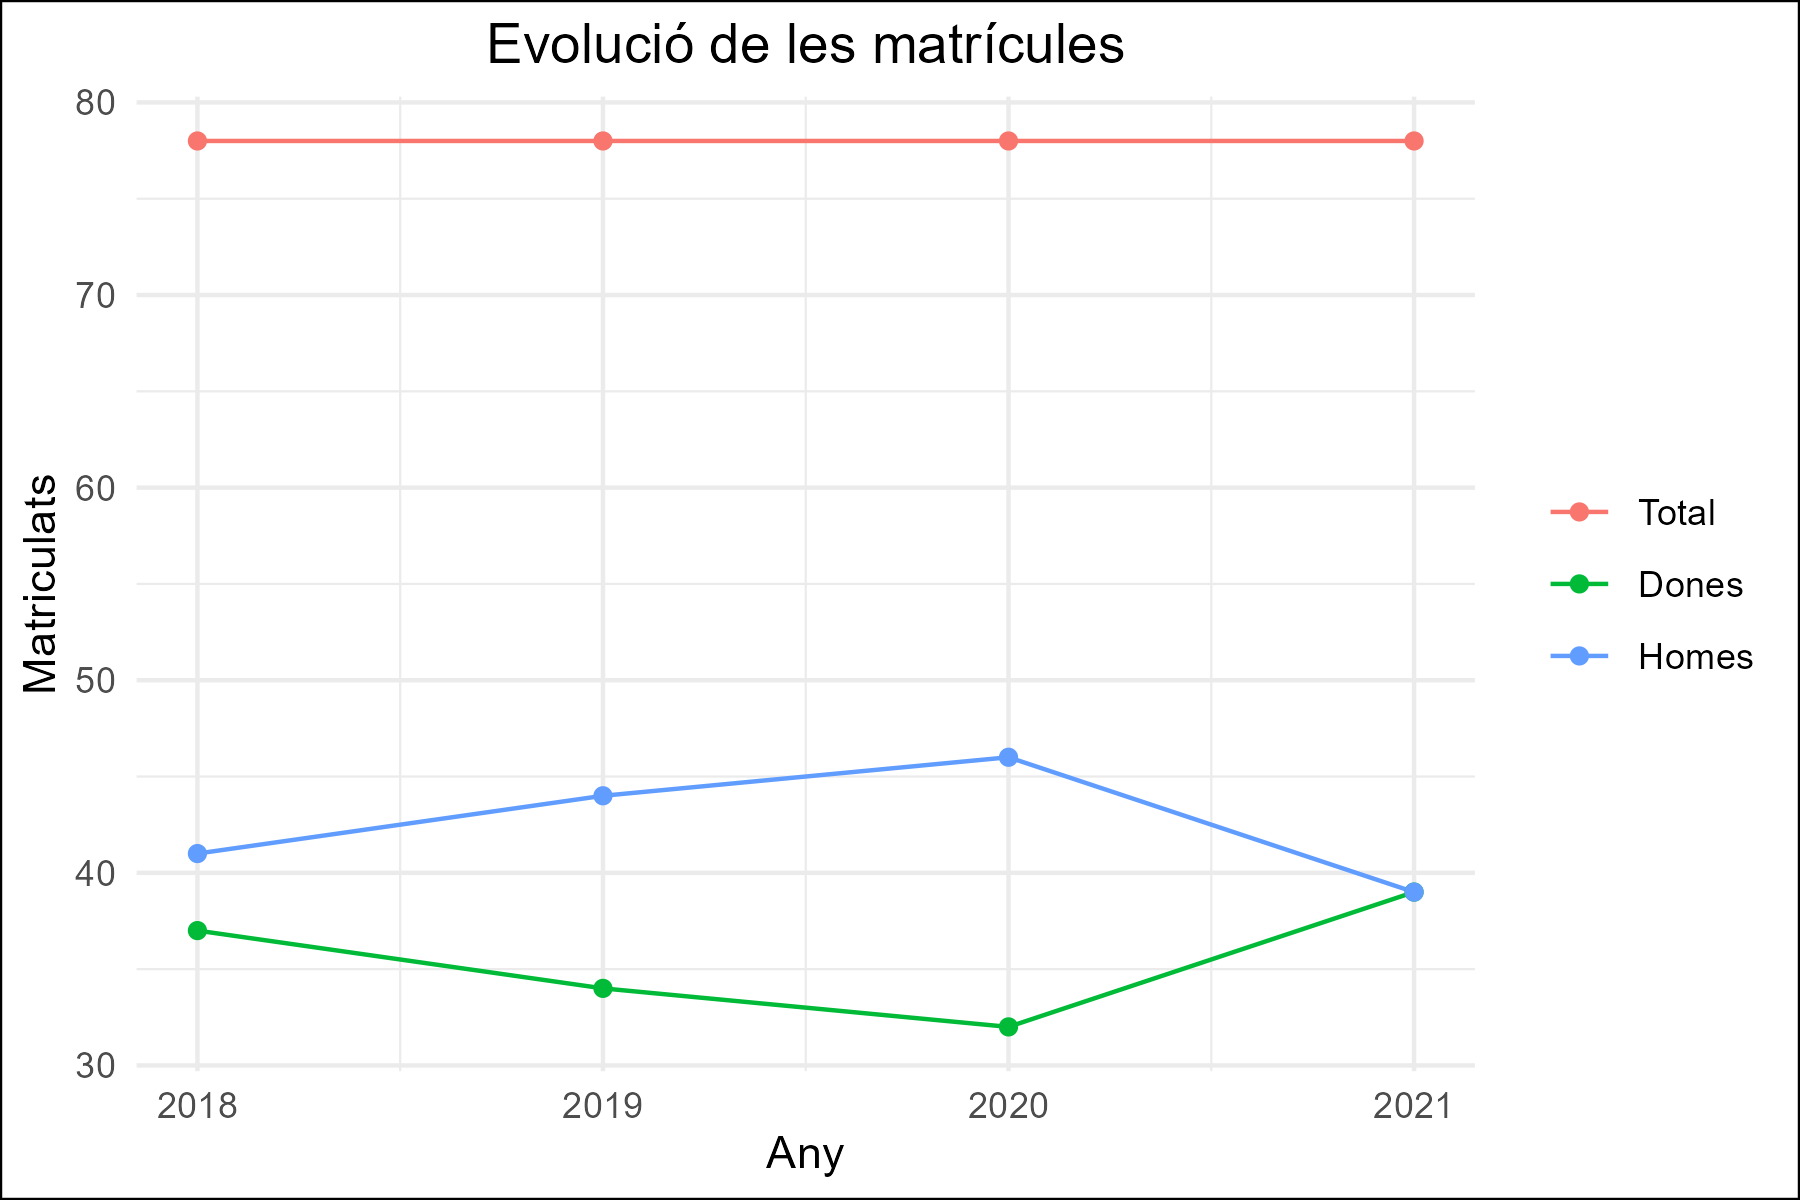 Evolució de les matrícules
80
70
60
50
40
30
Matriculats
2018 2019 2020 2021
Any
Total
Dones
Homes